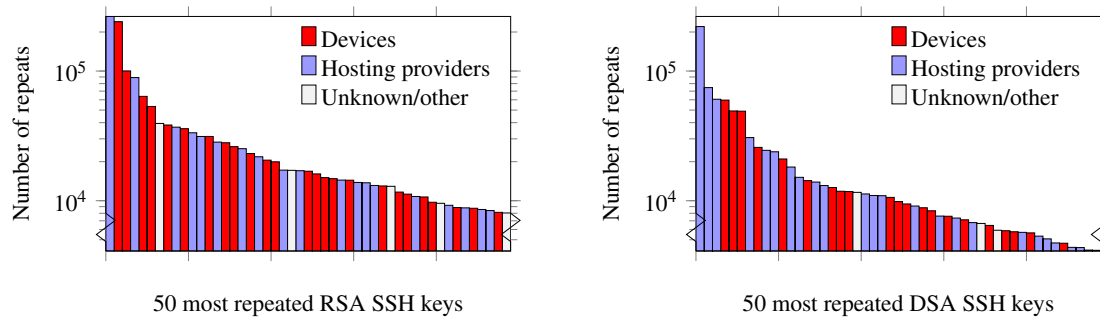 Number of repeats
10^5
10^4
Devices
Hosting providers
Unknown/other
50 most repeated RSA SSH keys
Number of repeats
10^5
10^4
Devices
Hosting providers
Unknown/other
50 most repeated DSA SSH keys